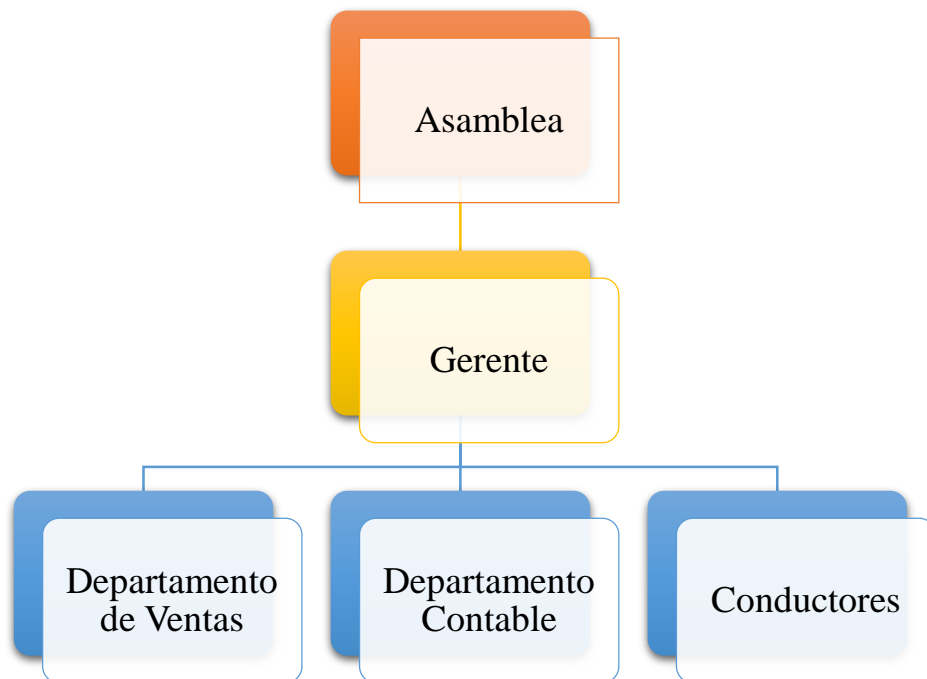 Asamblea
Gerente
Departamento
de Ventas
Departamento
Contable
Conductores